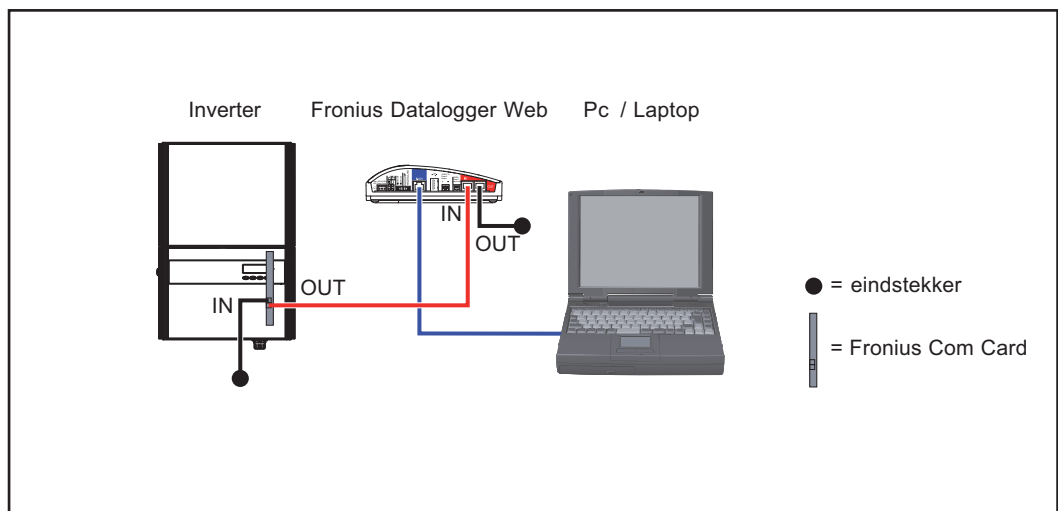 Inverter
Fronius Datalogger Web
Pc / Laptop
IN
OUT
OUT
IN
= eindstekker
= Fronius Com Card